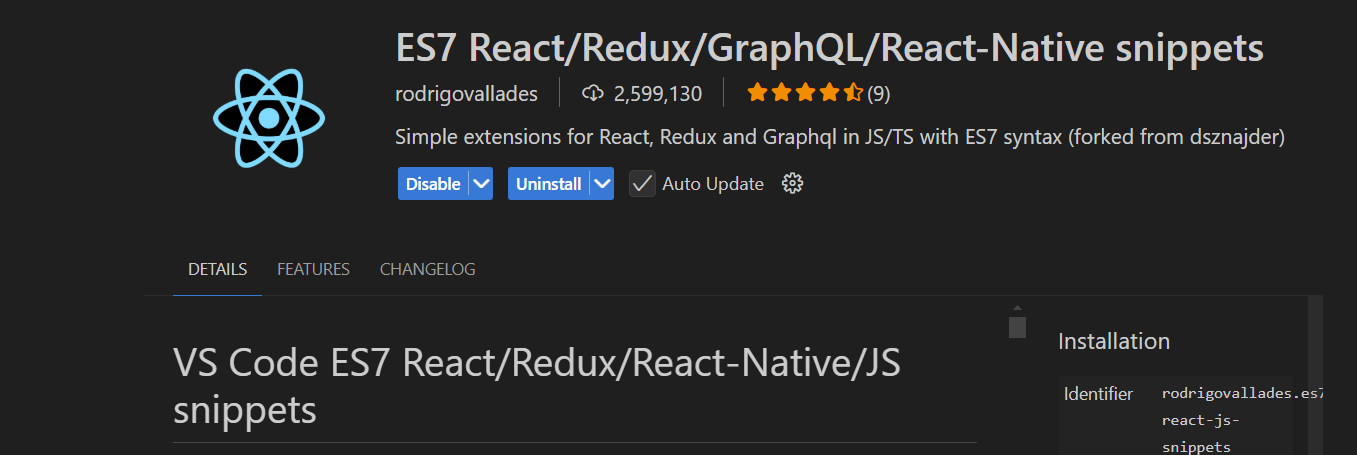 ES7 React/Redux/GraphQL/React-Native snippets
rodrigovallades 2,599,130 (9)
Simple extensions for React, Redux and Graphql in JS/TS with ES7 syntax (forked from dsznajder)
Disable Uninstall Auto Update
DETAILS FEATURES CHANGELOG
VS Code ES7 React/Redux/React-Native/JS
snippets
Installation
Identifier rodrigovallades.es7
react-js-
snippets